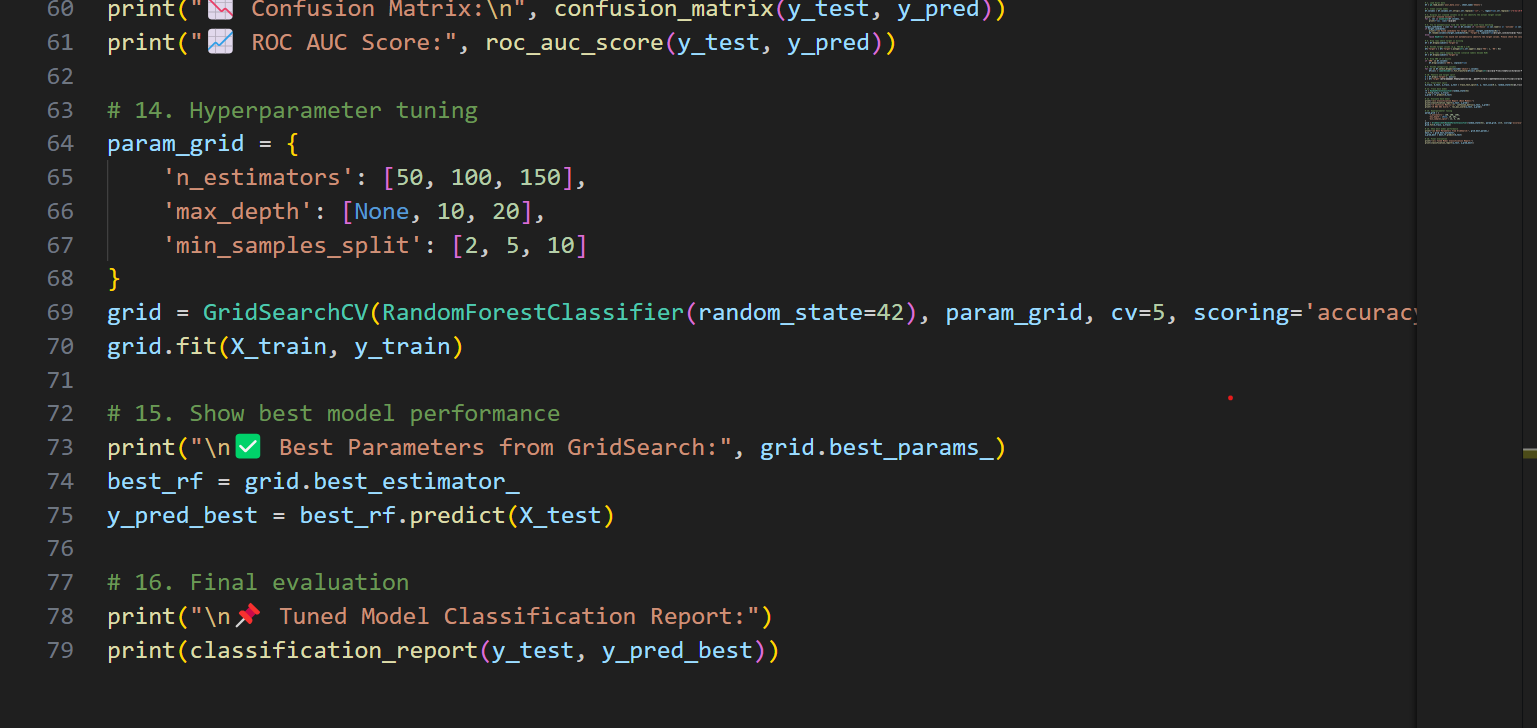 60 print("📉 Confusion Matrix:\n", confusion_matrix(y_test, y_pred))
61 print("📈 ROC AUC Score:", roc_auc_score(y_test, y_pred))
62
63 # 14. Hyperparameter tuning
64 param_grid = {
65     'n_estimators': [50, 100, 150],
66     'max_depth': [None, 10, 20],
67     'min_samples_split': [2, 5, 10]
68 }
69 grid = GridSearchCV(RandomForestClassifier(random_state=42), param_grid, cv=5, scoring='accuracy
70 grid.fit(X_train, y_train)
71
72 # 15. Show best model performance
73 print("\n✅ Best Parameters from GridSearch:", grid.best_params_)
74 best_rf = grid.best_estimator_
75 y_pred_best = best_rf.predict(X_test)
76
77 # 16. Final evaluation
78 print("\n📌 Tuned Model Classification Report:")
79 print(classification_report(y_test, y_pred_best))